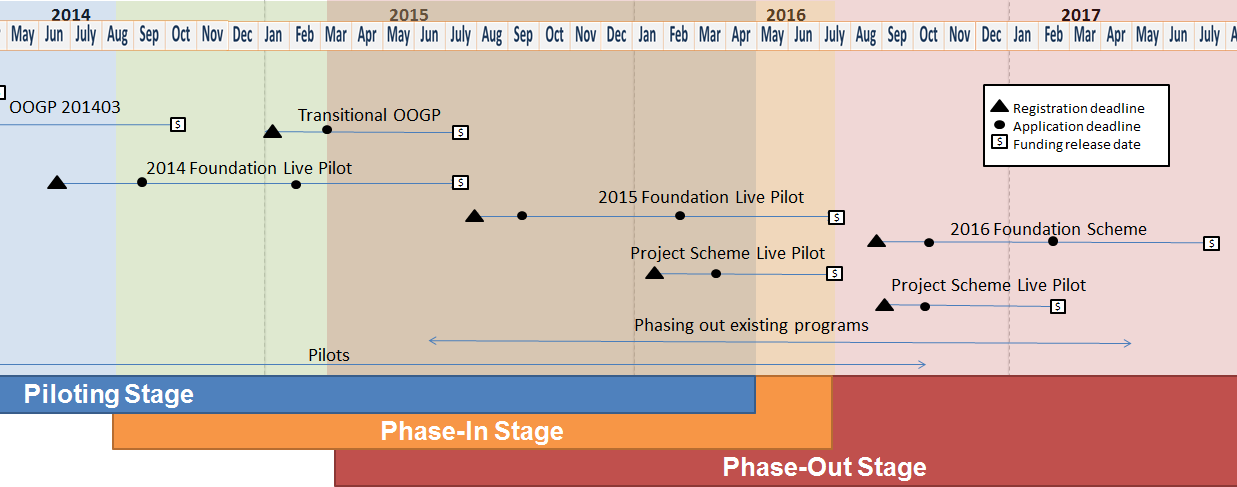 2014 2015 2016 2017
May Jun July Aug Sep Oct Nov Dec Jan Feb Mar Apr May Jun July Aug Sep Oct Nov Dec Jan Feb Mar Apr May Jun July Aug Sep Oct Nov Dec Jan Feb Mar Apr May Jun July
OOGP 201403
$
Transitional OOGP
$
Registration deadline
Application deadline
$ Funding release date
2014 Foundation Live Pilot
$
2015 Foundation Live Pilot
$
2016 Foundation Scheme
$
Project Scheme Live Pilot
$
Project Scheme Live Pilot
$
Phasing out existing programs
Pilots
Piloting Stage
Phase-In Stage
Phase-Out Stage